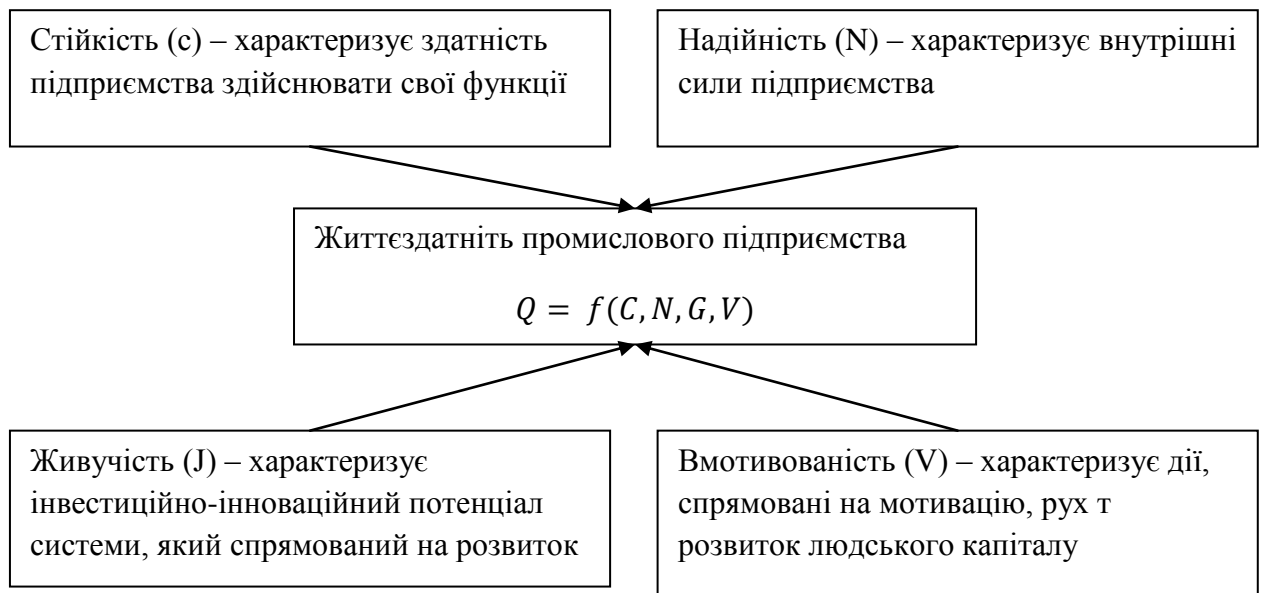 Стійкість (с) – характеризує здатність
підприємства здійснювати свої функції
Надійність (N) – характеризує внутрішні
сили підприємства
Життєздатніть промислового підприємства
Q = f(C, N, G, V)
Живучість (J) – характеризує
інвестиційно-інноваційний потенціал
системи, який спрямований на розвиток
Вмотивованість (V) – характеризує дії,
спрямовані на мотивацію, рух т
розвиток людського капіталу